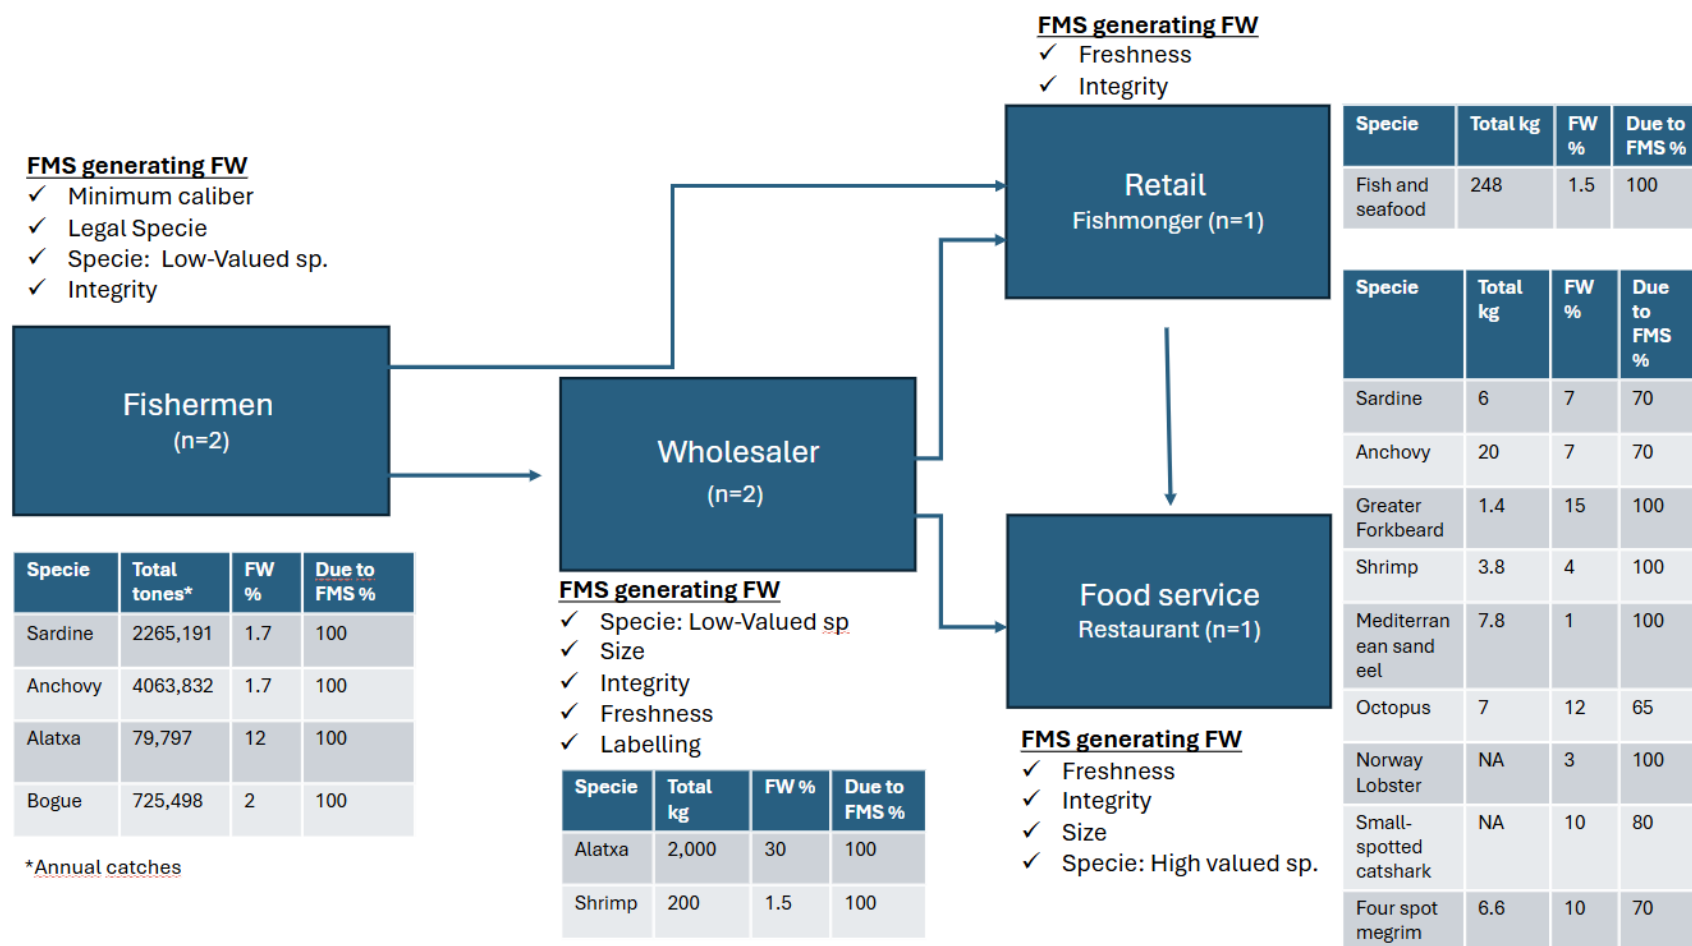 FMS generating FW
✓ Freshness
✓ Integrity
Retail
Fishmonger (n=1)
Specie Total kg FW Due to
% FMS %
Fish and 248 1.5 100
seafood
FMS generating FW
✓ Minimum caliber
✓ Legal Specie
✓ Specie: Low-Valued sp.
✓ Integrity
Fishermen
(n=2)
Specie Total FW Due to
tones* % FMS %
Sardine 2265,191 1.7 100
Anchovy 4063,832 1.7 100
Alatxa 79,797 12 100
Bogue 725,498 2 100
*Annual catches
Wholesaler
(n=2)
FMS generating FW
✓ Specie: Low-Valued sp
✓ Size
✓ Integrity
✓ Freshness
✓ Labelling
Specie Total FW % Due to
kg FMS %
Alatxa 2,000 30 100
Shrimp 200 1.5 100
Food service
Restaurant (n=1)
FMS generating FW
✓ Freshness
✓ Integrity
✓ Size
✓ Specie: High valued sp.
Specie Total FW Due
kg % to
FMS
%
Sardine 6 7 70
Anchovy 20 7 70
Greater 1.4 15 100
Forkbeard
Shrimp 3.8 4 100
Mediterran 7.8 1 100
ean sand
eel
Octopus 7 12 65
Norway NA 3 100
Lobster
Small- NA 10 80
spotted
catshark
Four spot 6.6 10 70
megrim